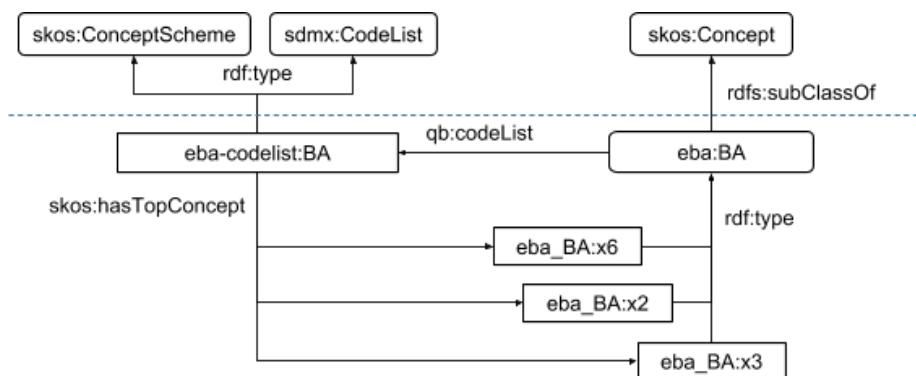 skos:ConceptScheme
sdmx:CodeList
skos:Concept
rdf:type
rdfs:subClassOf
qb:codeList
eba-codelist:BA
eba:BA
skos:hasTopConcept
rdf:type
eba_BA:x6
eba_BA:x2
eba_BA:x3